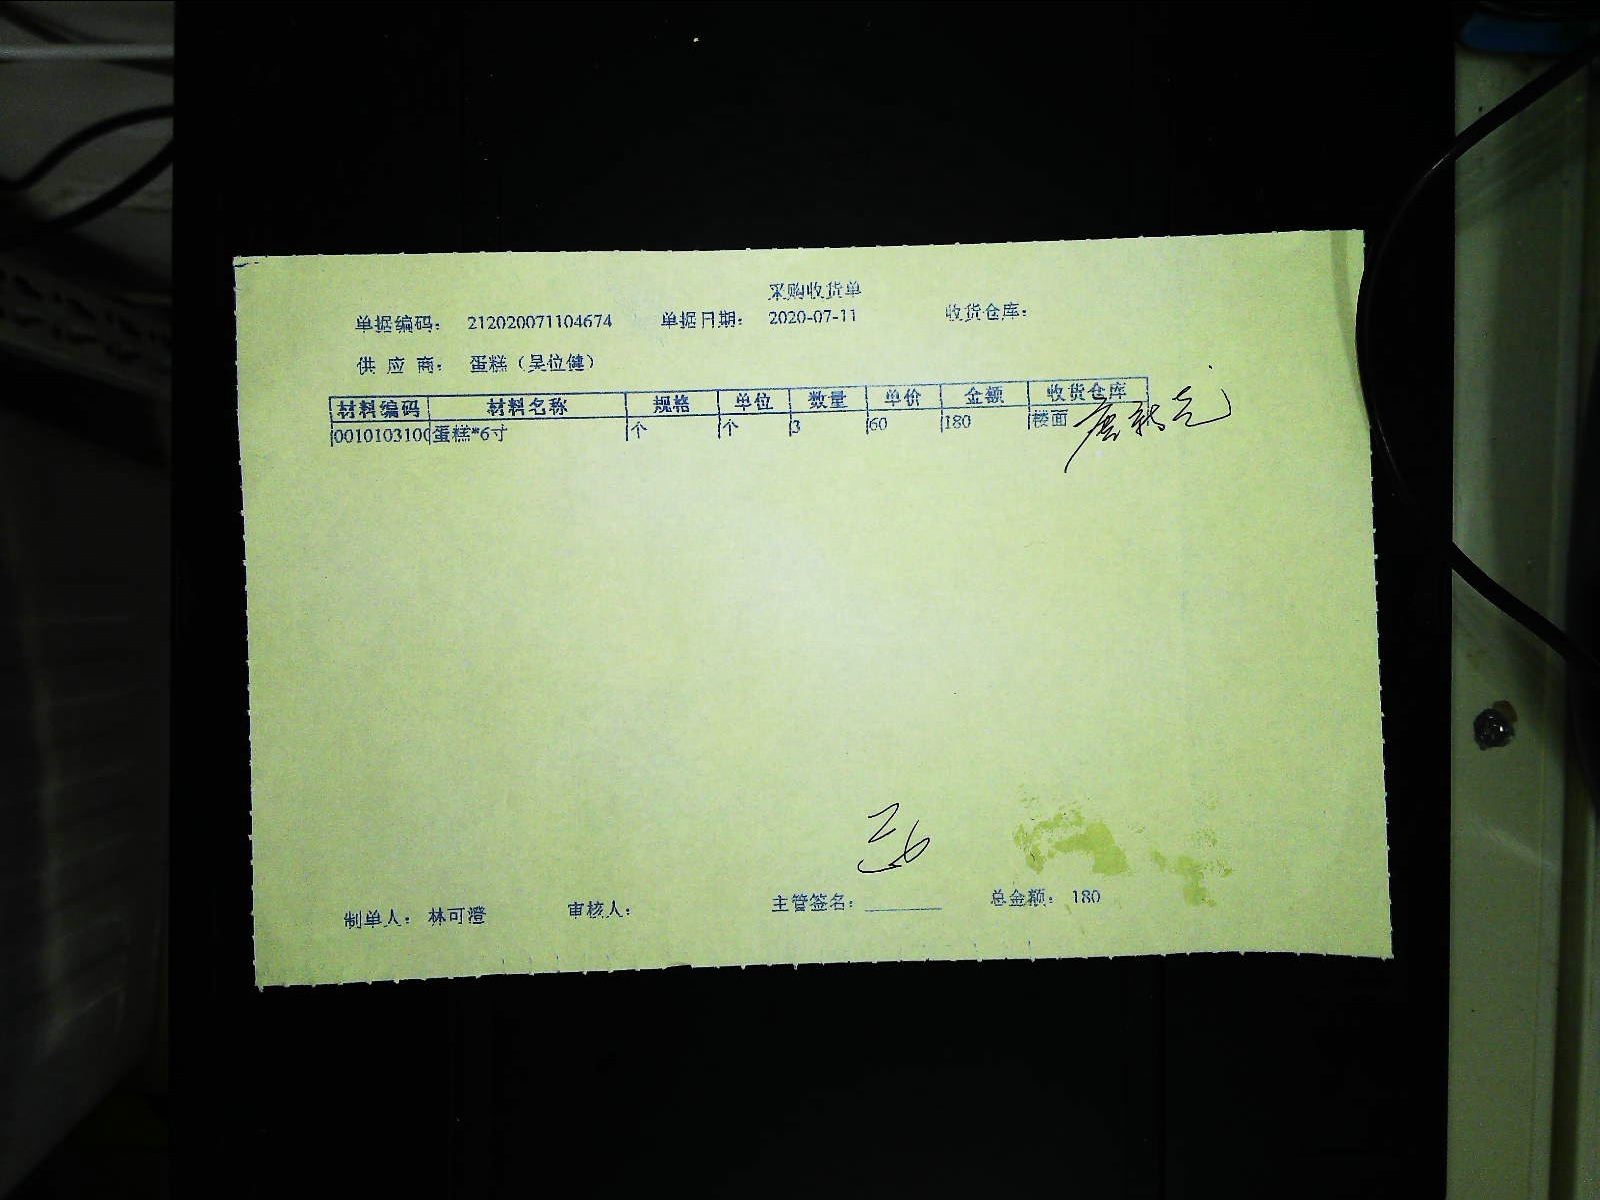 采购收货单
单据编码： 212020071104674 单据日期： 2020-07-11 收货仓库：
供 应 商： 蛋糕（吴位健）
材料编码 材料名称 规格 单位 数量 单价 金额 收货仓库
0010103100 蛋糕*6寸 个 个 3 60 180 楼面
制单人： 林可澄 审核人： 主管签名： 总金额： 180